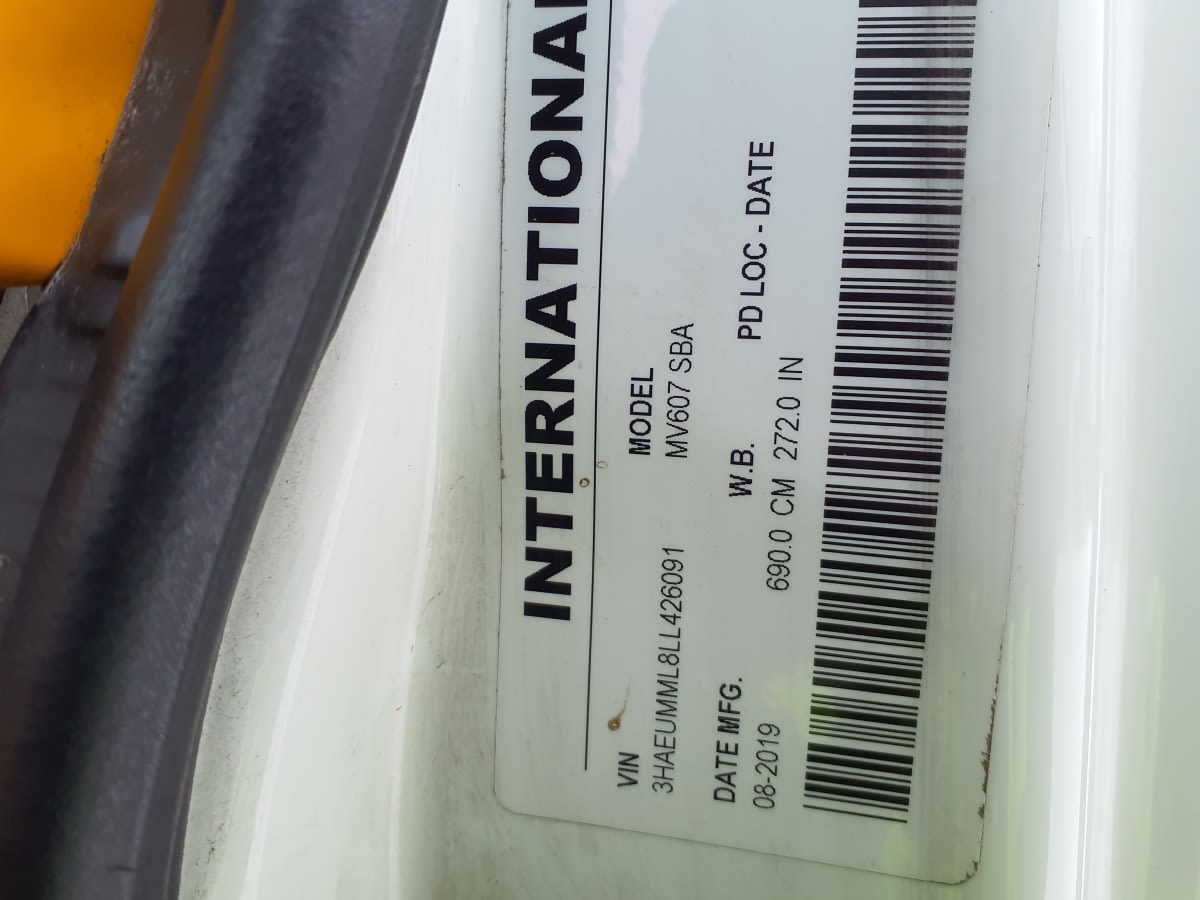 INTERNATIONAL
VIN MODEL
3HAEUMML8LL426091 MV607 SBA
DATE MFG. W.B. PD LOC - DATE
08-2019 690.0 CM 272.0 IN